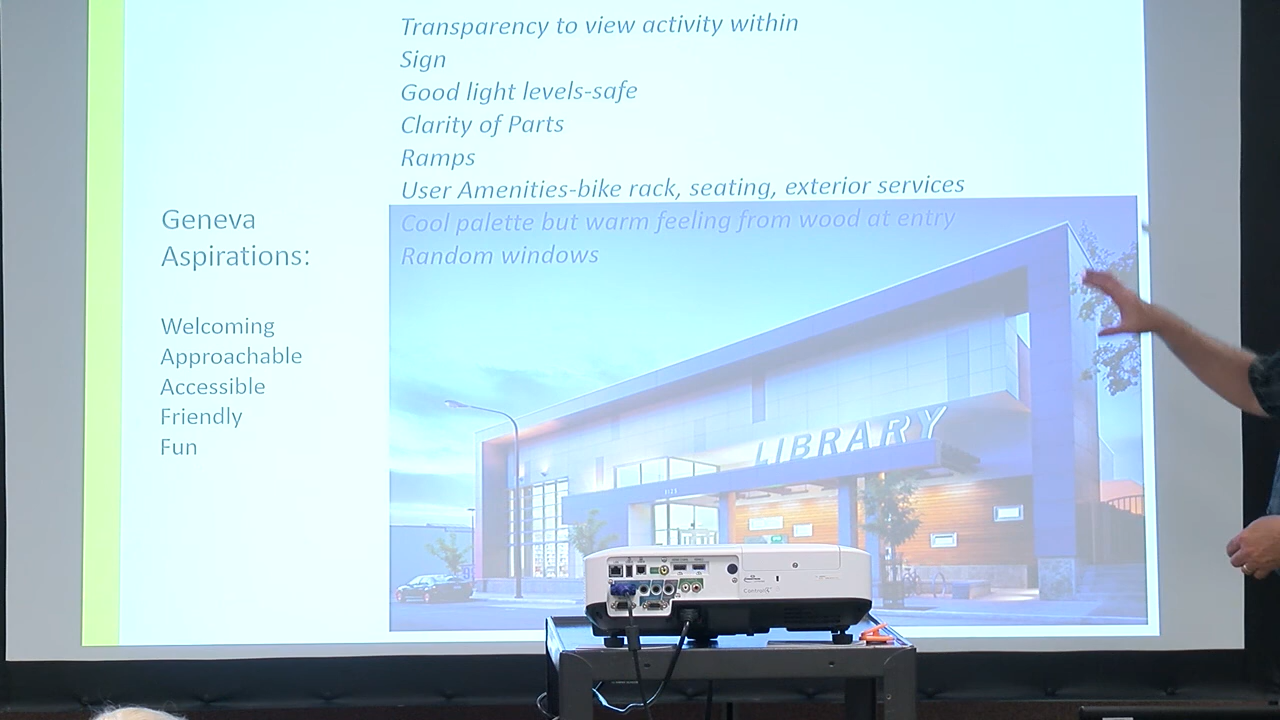 Transparency to view activity within
Sign
Good light levels-safe
Clarity of Parts
Ramps
User Amenities-bike rack, seating, exterior services
Cool palette but warm feeling from wood at entry
Random windows
Geneva
Aspirations:
Welcoming
Approachable
Accessible
Friendly
Fun
LIBRARY